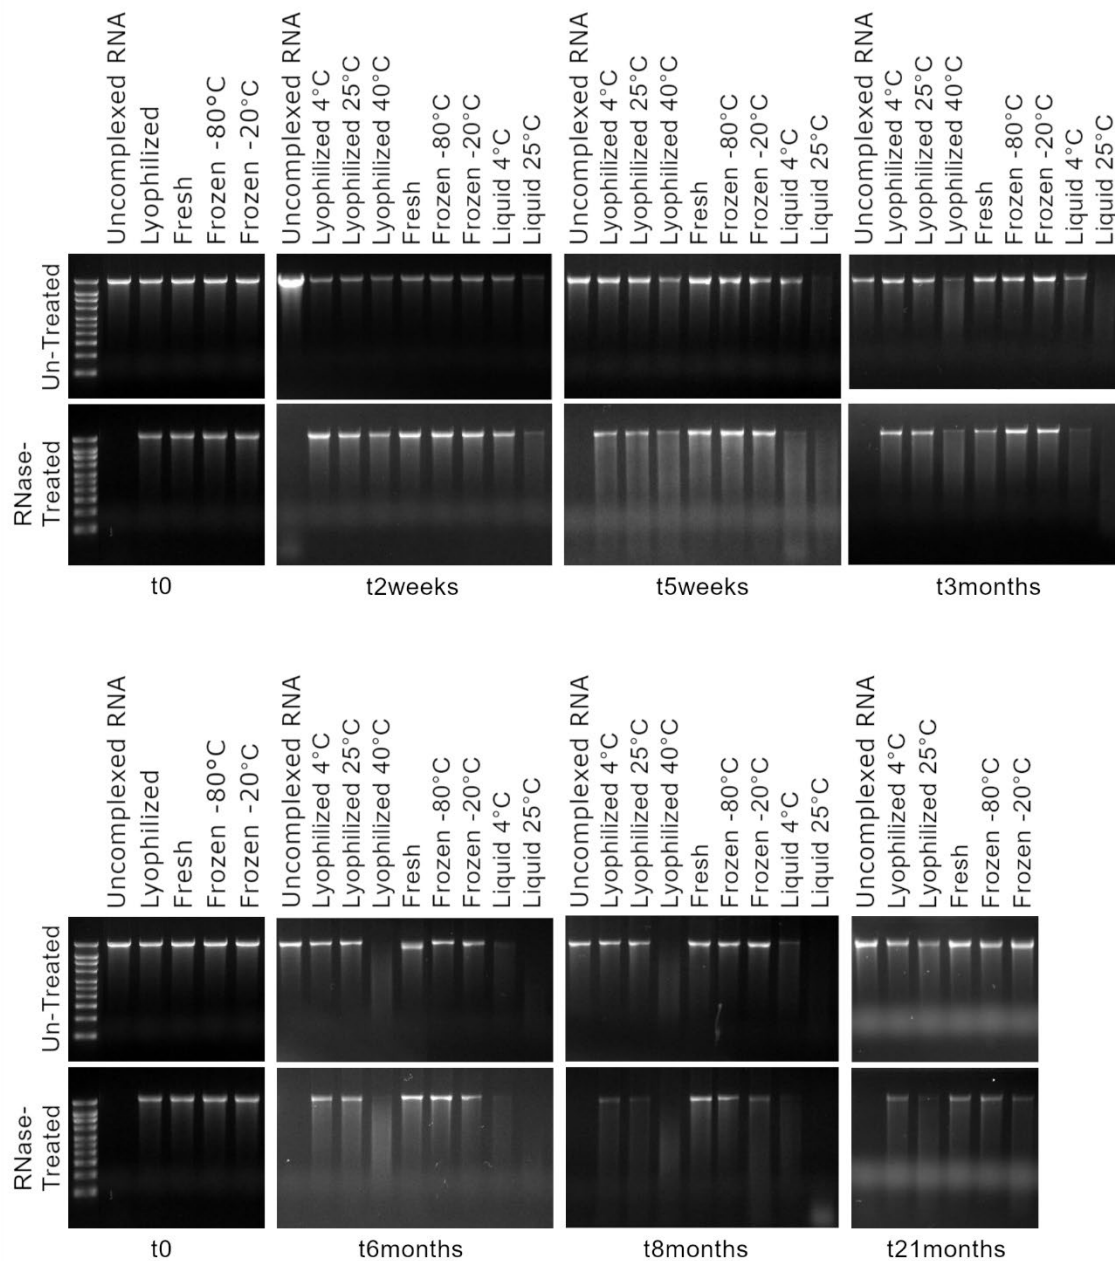 Uncomplexed RNA
Lyophilized
Fresh
Frozen -80°C
Frozen -20°C
Uncomplexed RNA
Lyophilized 4°C
Lyophilized 25°C
Lyophilized 40°C
Fresh
Frozen -80°C
Frozen -20°C
Liquid 4°C
Liquid 25°C
Uncomplexed RNA
Lyophilized 4°C
Lyophilized 25°C
Lyophilized 40°C
Fresh
Frozen -80°C
Frozen -20°C
Liquid 4°C
Liquid 25°C
Uncomplexed RNA
Lyophilized 4°C
Lyophilized 25°C
Lyophilized 40°C
Fresh
Frozen -80°C
Frozen -20°C
Liquid 4°C
Liquid 25°C
Un-Treated
RNase-
Treated
t0
t2weeks
t5weeks
t3months
Uncomplexed RNA
Lyophilized
Fresh
Frozen -80°C
Frozen -20°C
Uncomplexed RNA
Lyophilized 4°C
Lyophilized 25°C
Lyophilized 40°C
Fresh
Frozen -80°C
Frozen -20°C
Liquid 4°C
Liquid 25°C
Uncomplexed RNA
Lyophilized 4°C
Lyophilized 25°C
Lyophilized 40°C
Fresh
Frozen -80°C
Frozen -20°C
Liquid 4°C
Liquid 25°C
Uncomplexed RNA
Lyophilized 4°C
Lyophilized 25°C
Fresh
Frozen -80°C
Frozen -20°C
Un-Treated
RNase-
Treated
t0
t6months
t8months
t21months